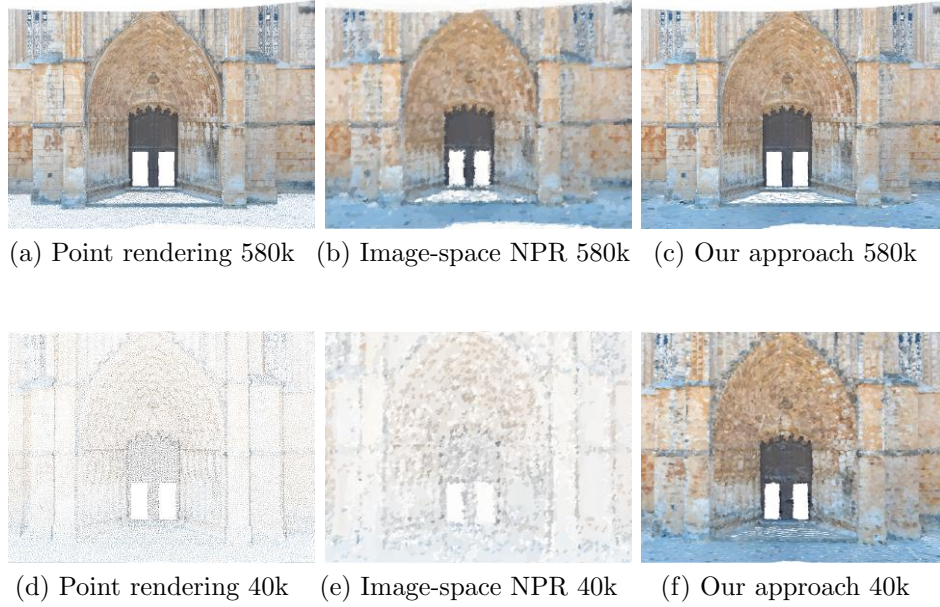 (a) Point rendering 580k (b) Image-space NPR 580k (c) Our approach 580k
(d) Point rendering 40k (e) Image-space NPR 40k (f) Our approach 40k